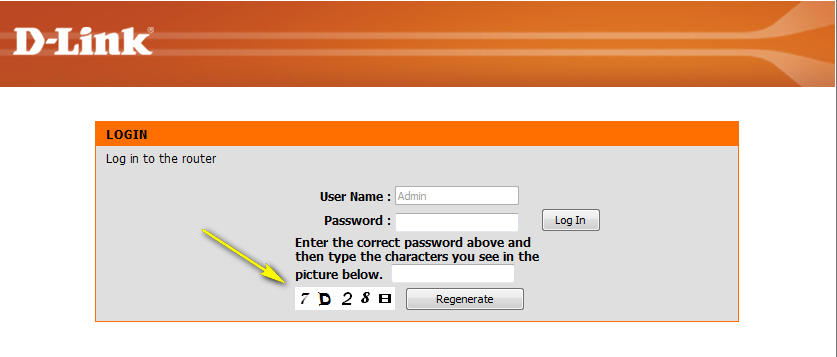 D-Link®
LOGIN
Log in to the router
User Name : Admin
Password : Log In
Enter the correct password above and
then type the characters you see in the
picture below.
7 D 2 8 B Regenerate